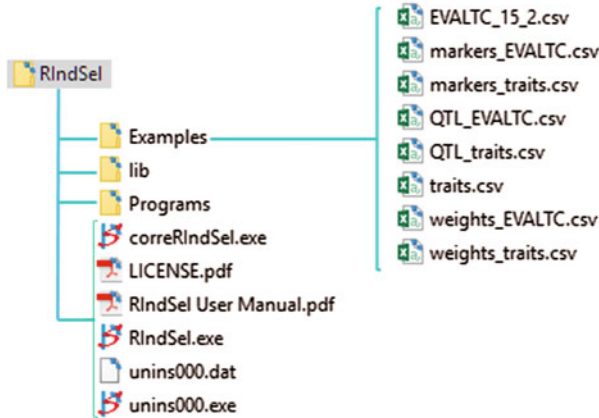 RIndSel
Examples
lib
Programs
correRIndSel.exe
LICENSE.pdf
RIndSel User Manual.pdf
RIndSel.exe
unins000.dat
unins000.exe
EVALTC_15_2.csv
markers_EVALTC.csv
markers_traits.csv
QTL_EVALTC.csv
QTL_traits.csv
traits.csv
weights_EVALTC.csv
weights_traits.csv